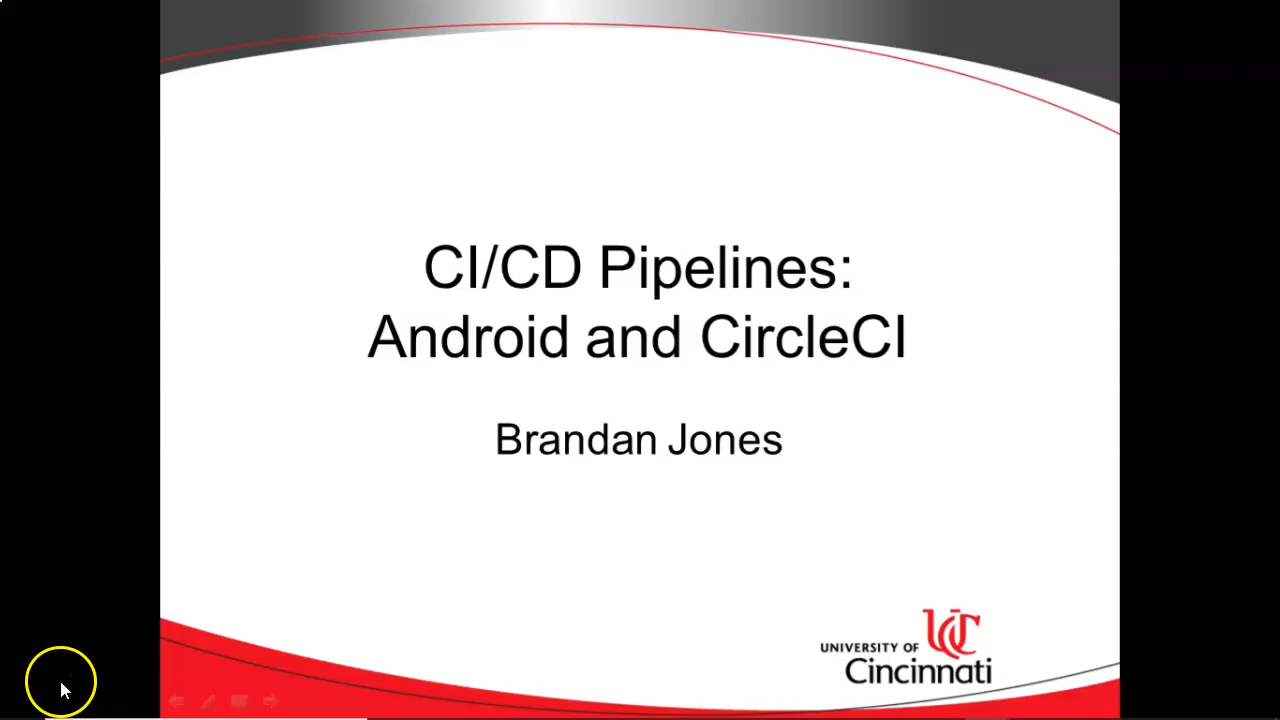 CI/CD Pipelines:
Android and CircleCI
Brandan Jones
UNIVERSITY OF
Cincinnati